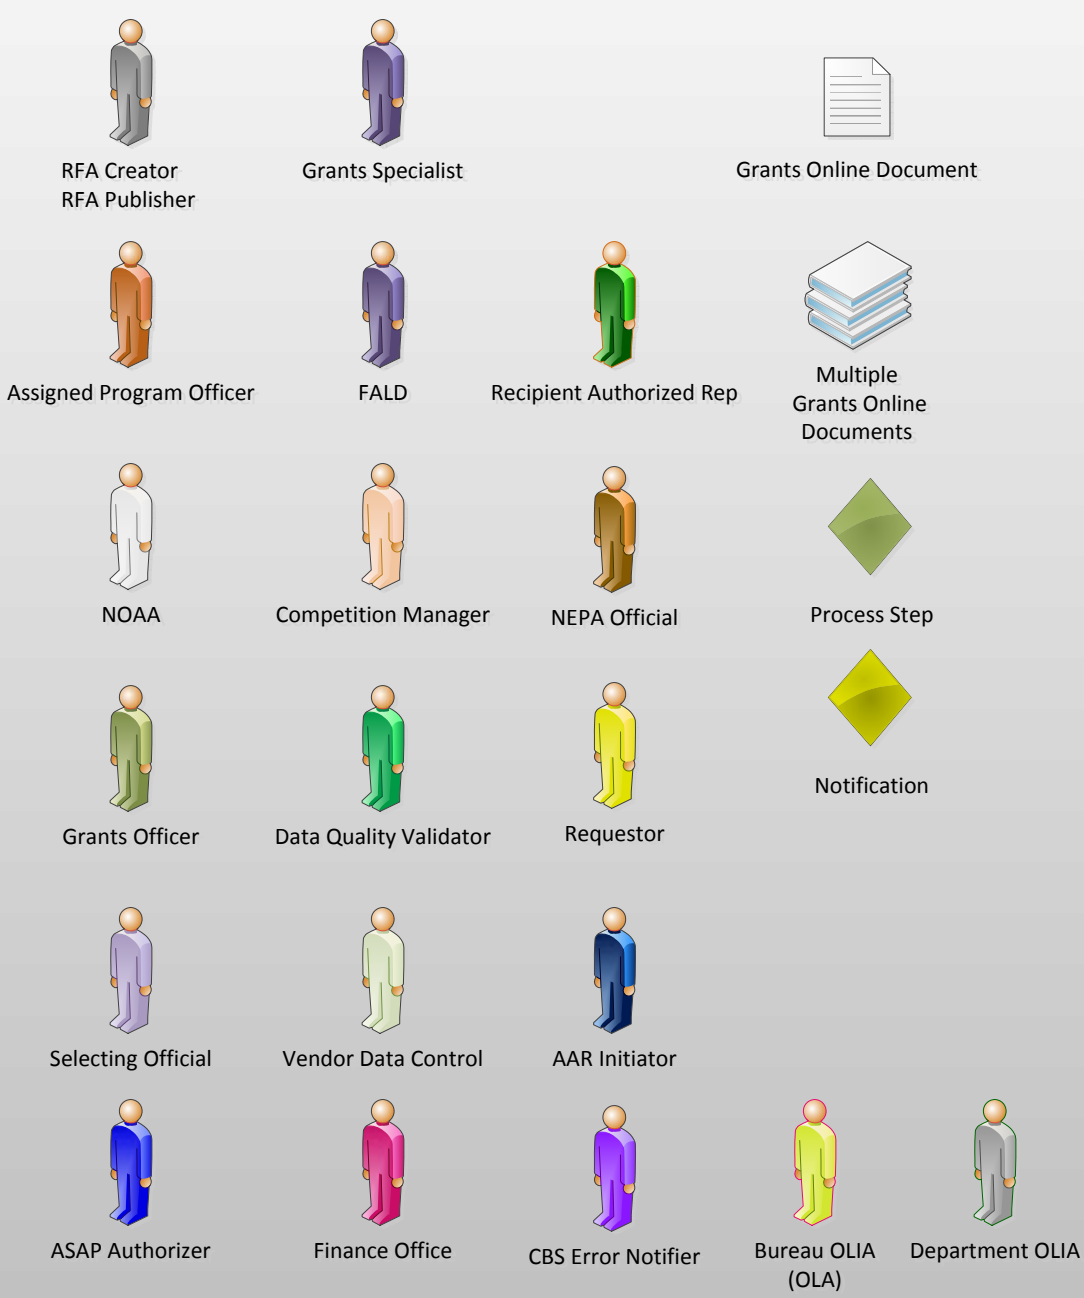 RFA Creator
RFA Publisher
Grants Specialist
Grants Online Document
Assigned Program Officer
FALD
Recipient Authorized Rep
Multiple
Grants Online
Documents
NOAA
Competition Manager
NEPA Official
Process Step
Grants Officer
Data Quality Validator
Requestor
Notification
Selecting Official
Vendor Data Control
AAR Initiator
ASAP Authorizer
Finance Office
CBS Error Notifier
Bureau OLIA
(OLA)
Department OLIA